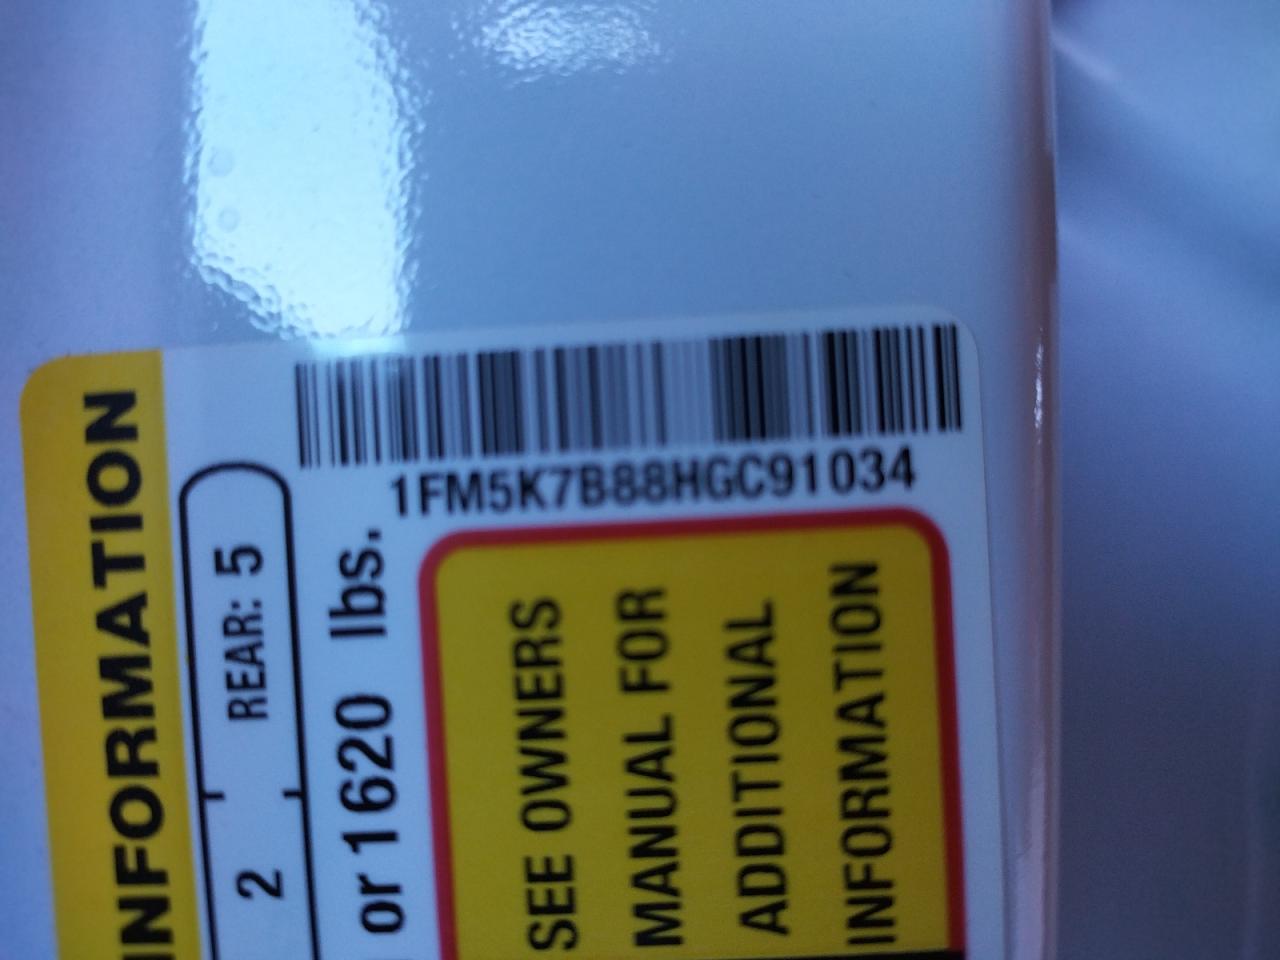 INFORMATION
2 REAR: 5
or 1620 lbs.
1FM5K7B88HGC91034
SEE OWNERS
MANUAL FOR
ADDITIONAL
INFORMATION